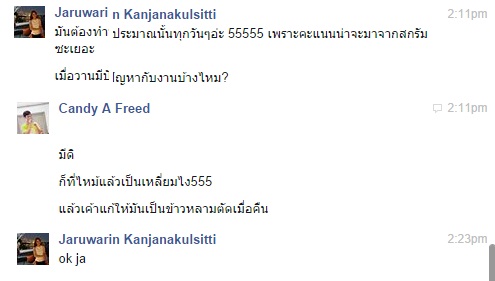 Jaruwarin Kanjanakulsitti 2:11pm
มันต้องทำประมาณนั้นทุกวันๆอ่ะ 55555 เพราะคะแนนน่าจะมาจากสกรัม
ซะเยอะ
เมื่อวานมีปัญหากับงานบ้างไหม?
Candy A Freed 2:11pm
มีดิ
ก็ที่ไหม้แล้วเป็นเหลี่ยมไง555
แล้วเค้าแก้ให้มันเป็นข้าวหลามตัดเมื่อคืน
Jaruwarin Kanjanakulsitti 2:23pm
ok ja